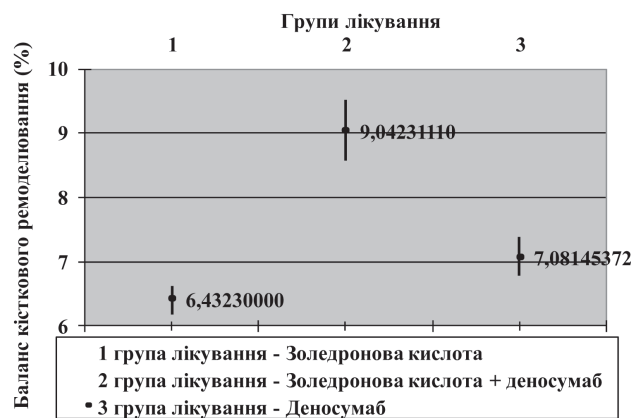 Групи лікування
1 2 3
Баланс кісткового ремоделювання (%)
10
9
8
7
6
9,04231110
7,08145372
6,43230000
1 група лікування - Золедронова кислота
2 група лікування - Золедронова кислота + деносумаб
3 група лікування - Деносумаб